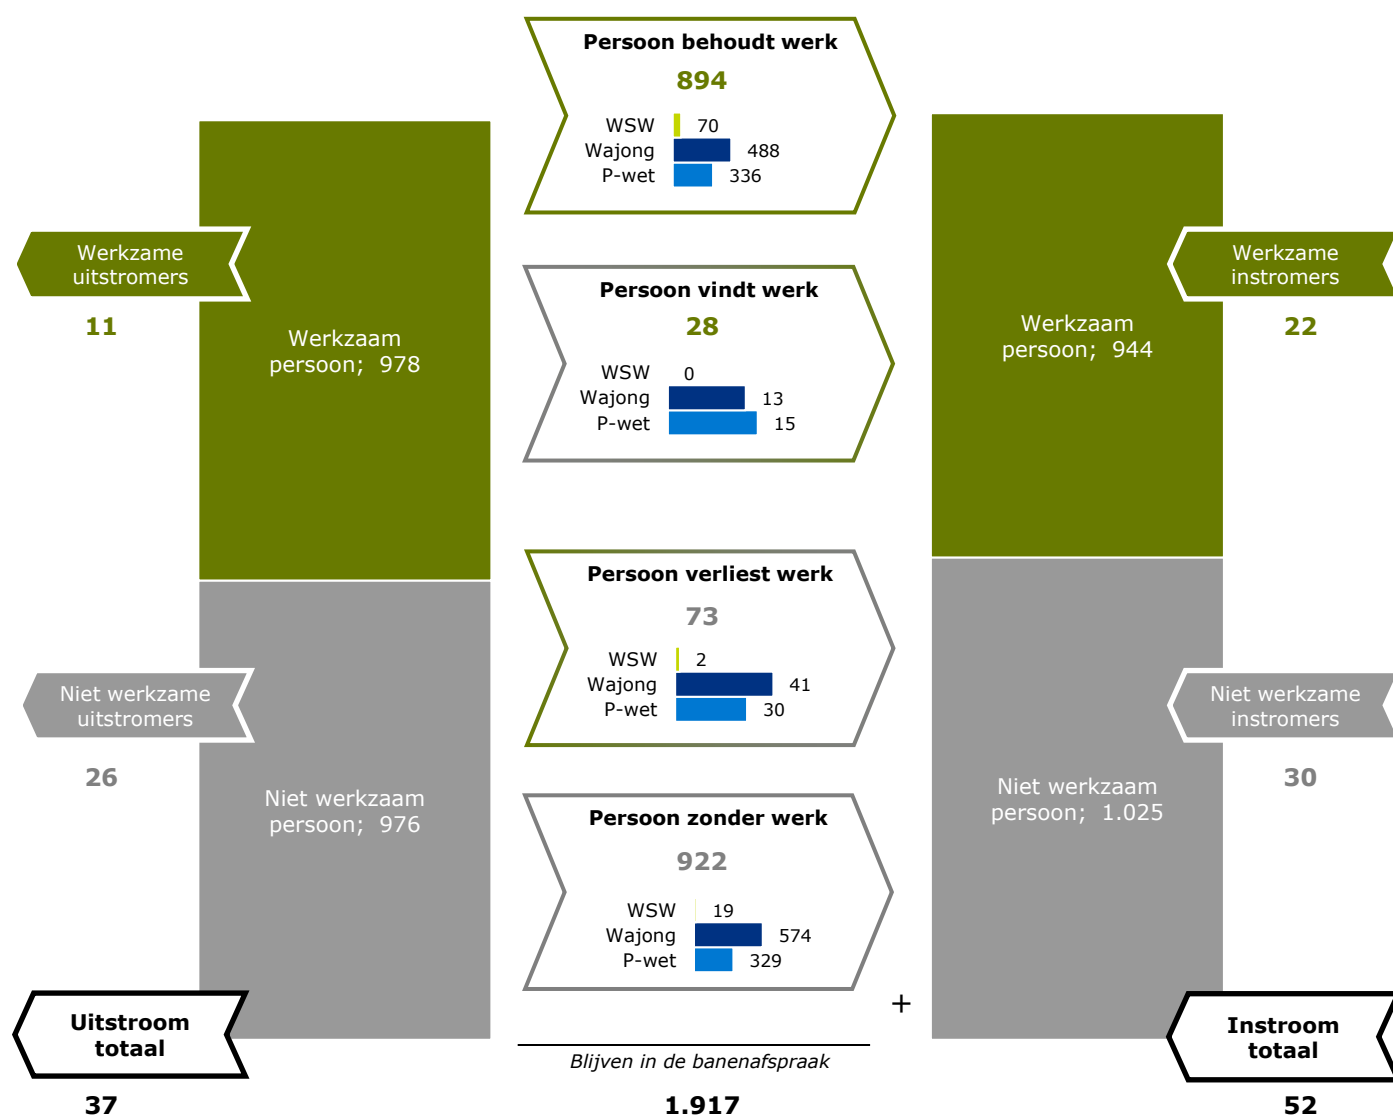 Werkzame
uitstromers
11
Werkzaam
persoon; 978
Niet werkzame
uitstromers
26
Niet werkzaam
persoon; 976
Uitstroom
totaal
37
Persoon behoudt werk
894
WSW 70
Wajong 488
P-wet 336
Persoon vindt werk
28
WSW 0
Wajong 13
P-wet 15
Persoon verliest werk
73
WSW 2
Wajong 41
P-wet 30
Persoon zonder werk
922
WSW 19
Wajong 574
P-wet 329
+
Blijven in de banenafspraak
1.917
Werkzaam
persoon; 944
Werkzame
instromers
22
Niet werkzaam
persoon; 1.025
Niet werkzame
instromers
30
Instroom
totaal
52